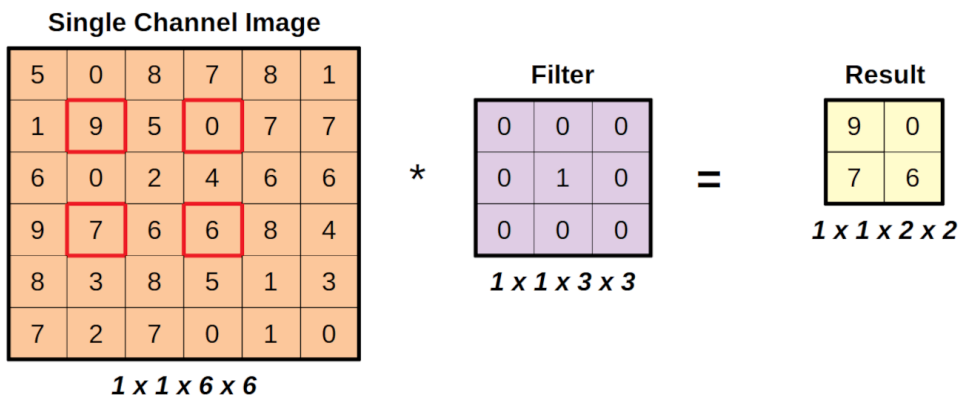 Single Channel Image
5 0 8 7 8 1
1 9 5 0 7 7
6 0 2 4 6 6
9 7 6 6 8 4
8 3 8 5 1 3
7 2 7 0 1 0
1 x 1 x 6 x 6
*
Filter
0 0 0
0 1 0
0 0 0
1 x 1 x 3 x 3
=
Result
9 0
7 6
1 x 1 x 2 x 2